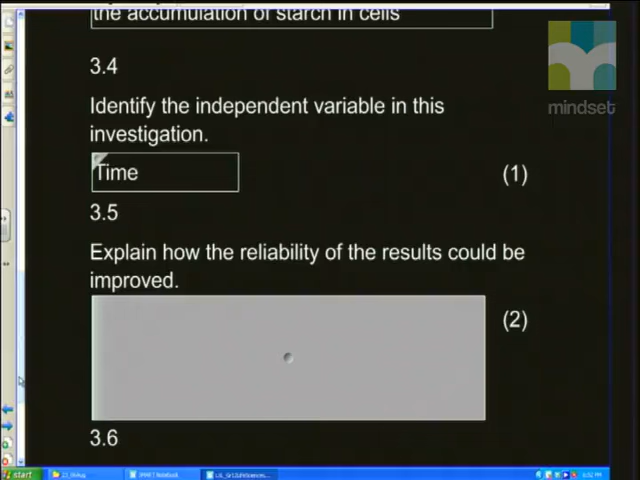 the accumulation of starch in cells
3.4
mindset
Identify the independent variable in this
investigation.
Time
(1)
3.5
Explain how the reliability of the results could be
improved.
(2)
3.6
start